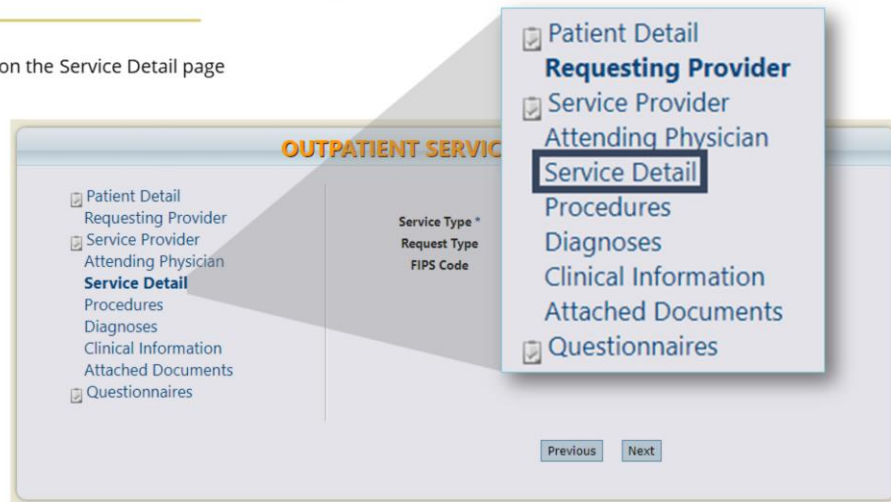 on the Service Detail page
OUTPATIENT SERVIC
Patient Detail
Requesting Provider
Service Provider
Attending Physician
Service Detail
Procedures
Diagnoses
Clinical Information
Attached Documents
Questionnaires
Service Type *
Request Type
FIPS Code
Patient Detail
Requesting Provider
Service Provider
Attending Physician
Service Detail
Procedures
Diagnoses
Clinical Information
Attached Documents
Questionnaires
Previous Next